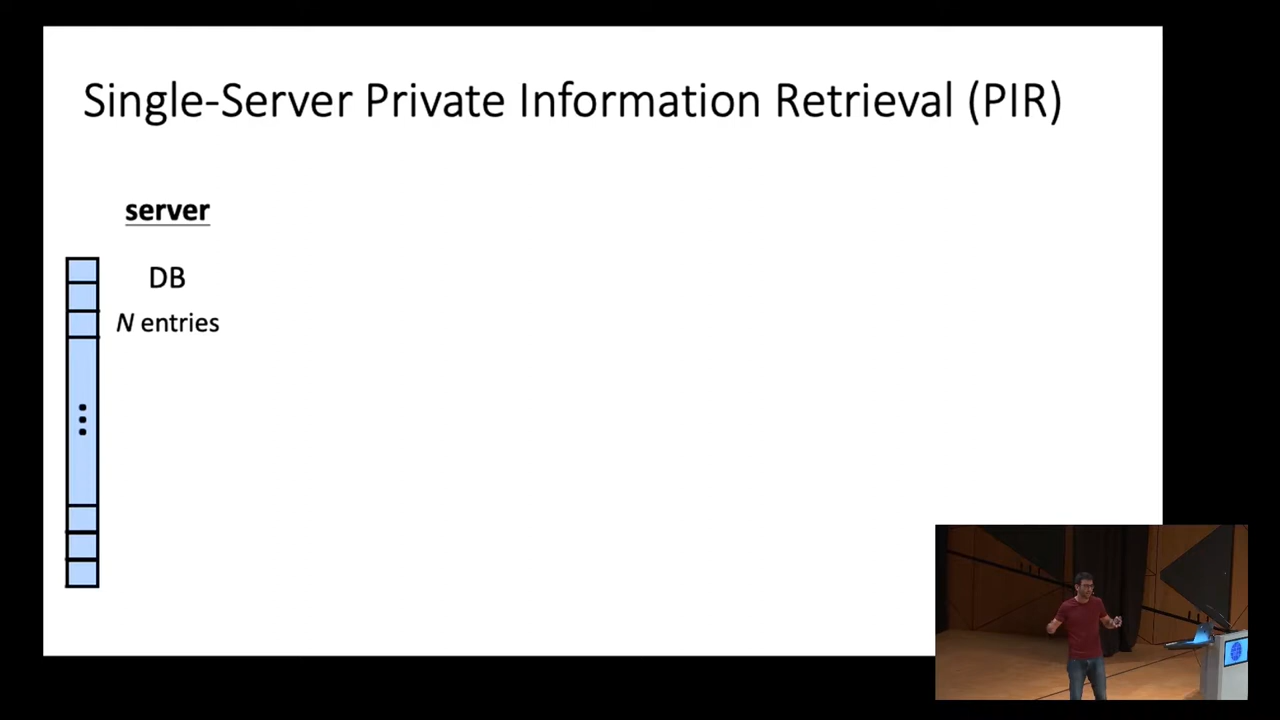 Single-Server Private Information Retrieval (PIR)
server
DB
N entries